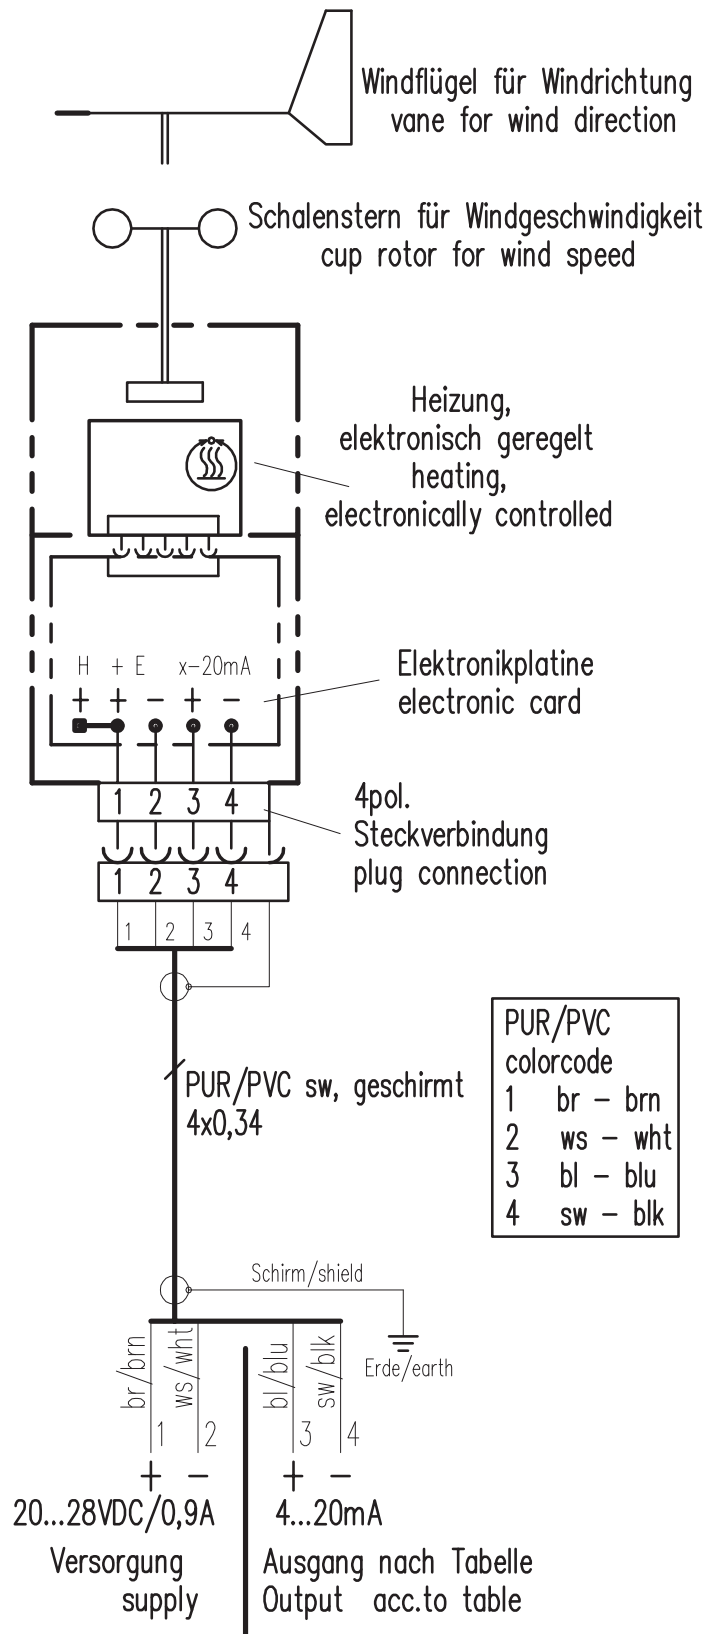 Windflügel für Windrichtung
vane for wind direction
Schalenstern für Windgeschwindigkeit
cup rotor for wind speed
Heizung,
elektronisch geregelt
heating,
electronically controlled
H + E x-20mA
+ + - + -
Elektronikplatine
electronic card
1 2 3 4
4pol.
Steckverbindung
plug connection
1 2 3 4
1 2 3 4
PUR/PVC
colorcode
1 br - brn
2 ws - wht
3 bl - blu
4 sw - blk
PUR/PVC sw, geschirmt
4x0,34
Schirm/shield
Erde/earth
br/brn
ws/wht
bl/blu
sw/blk
1 2 3 4
+ - + -
20...28VDC/0,9A
4...20mA
Versorgung
supply
Ausgang nach Tabelle
Output acc.to table